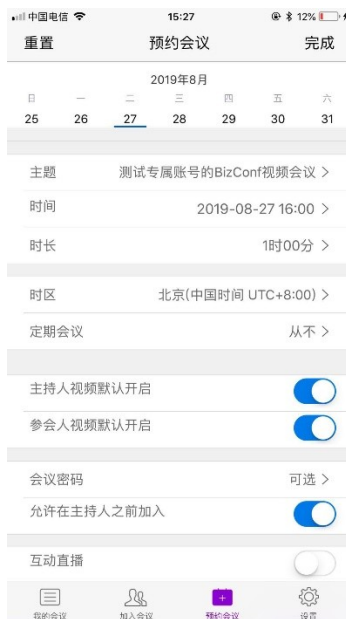 中国电信 15:27 12%
重置 预约会议 完成
2019年8月
日 一 二 三 四 五 六
25 26 27 28 29 30 31
主题 测试专属账号的BizConf视频会议 >
时间 2019-08-27 16:00 >
时长 1时00分 >
时区 北京(中国时间 UTC+8:00) >
定期会议 从不 >
主持人视频默认开启
参会人视频默认开启
会议密码 可选 >
允许在主持人之前加入
互动直播
我的会议 加入会议 预约会议 设置